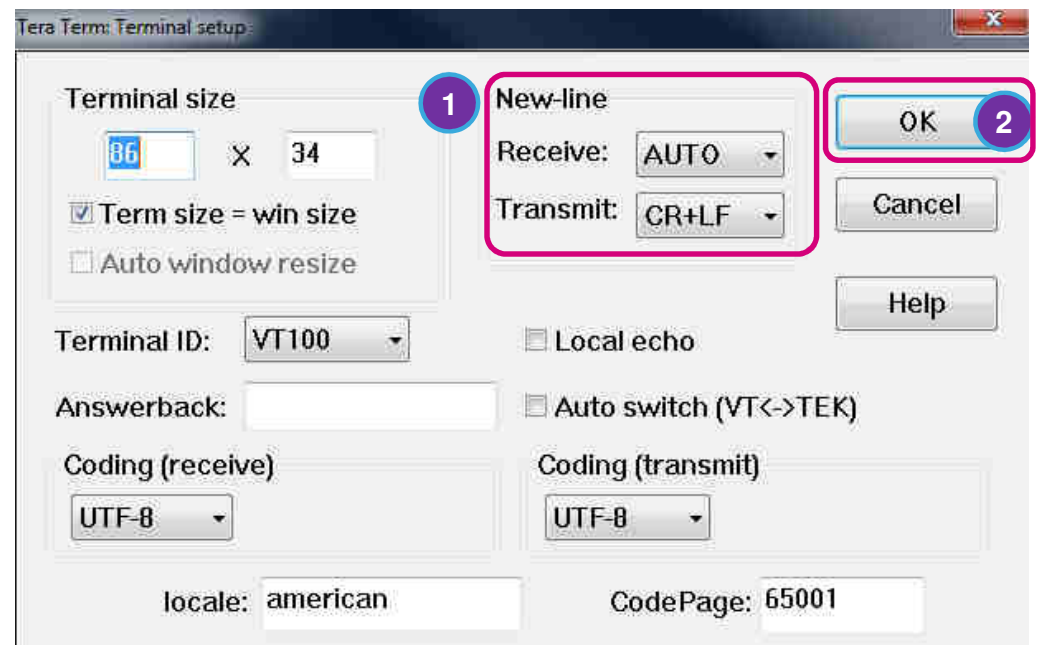 Tera Term: Terminal setup
Terminal size
86 X 34
Term size = win size
Auto window resize
1
New-line
Receive: AUTO
Transmit: CR+LF
OK
2
Cancel
Help
Terminal ID: VT100
Local echo
Answerback:
Auto switch (VT<->TEK)
Coding (receive)
UTF-8
Coding (transmit)
UTF-8
locale: american
CodePage: 65001